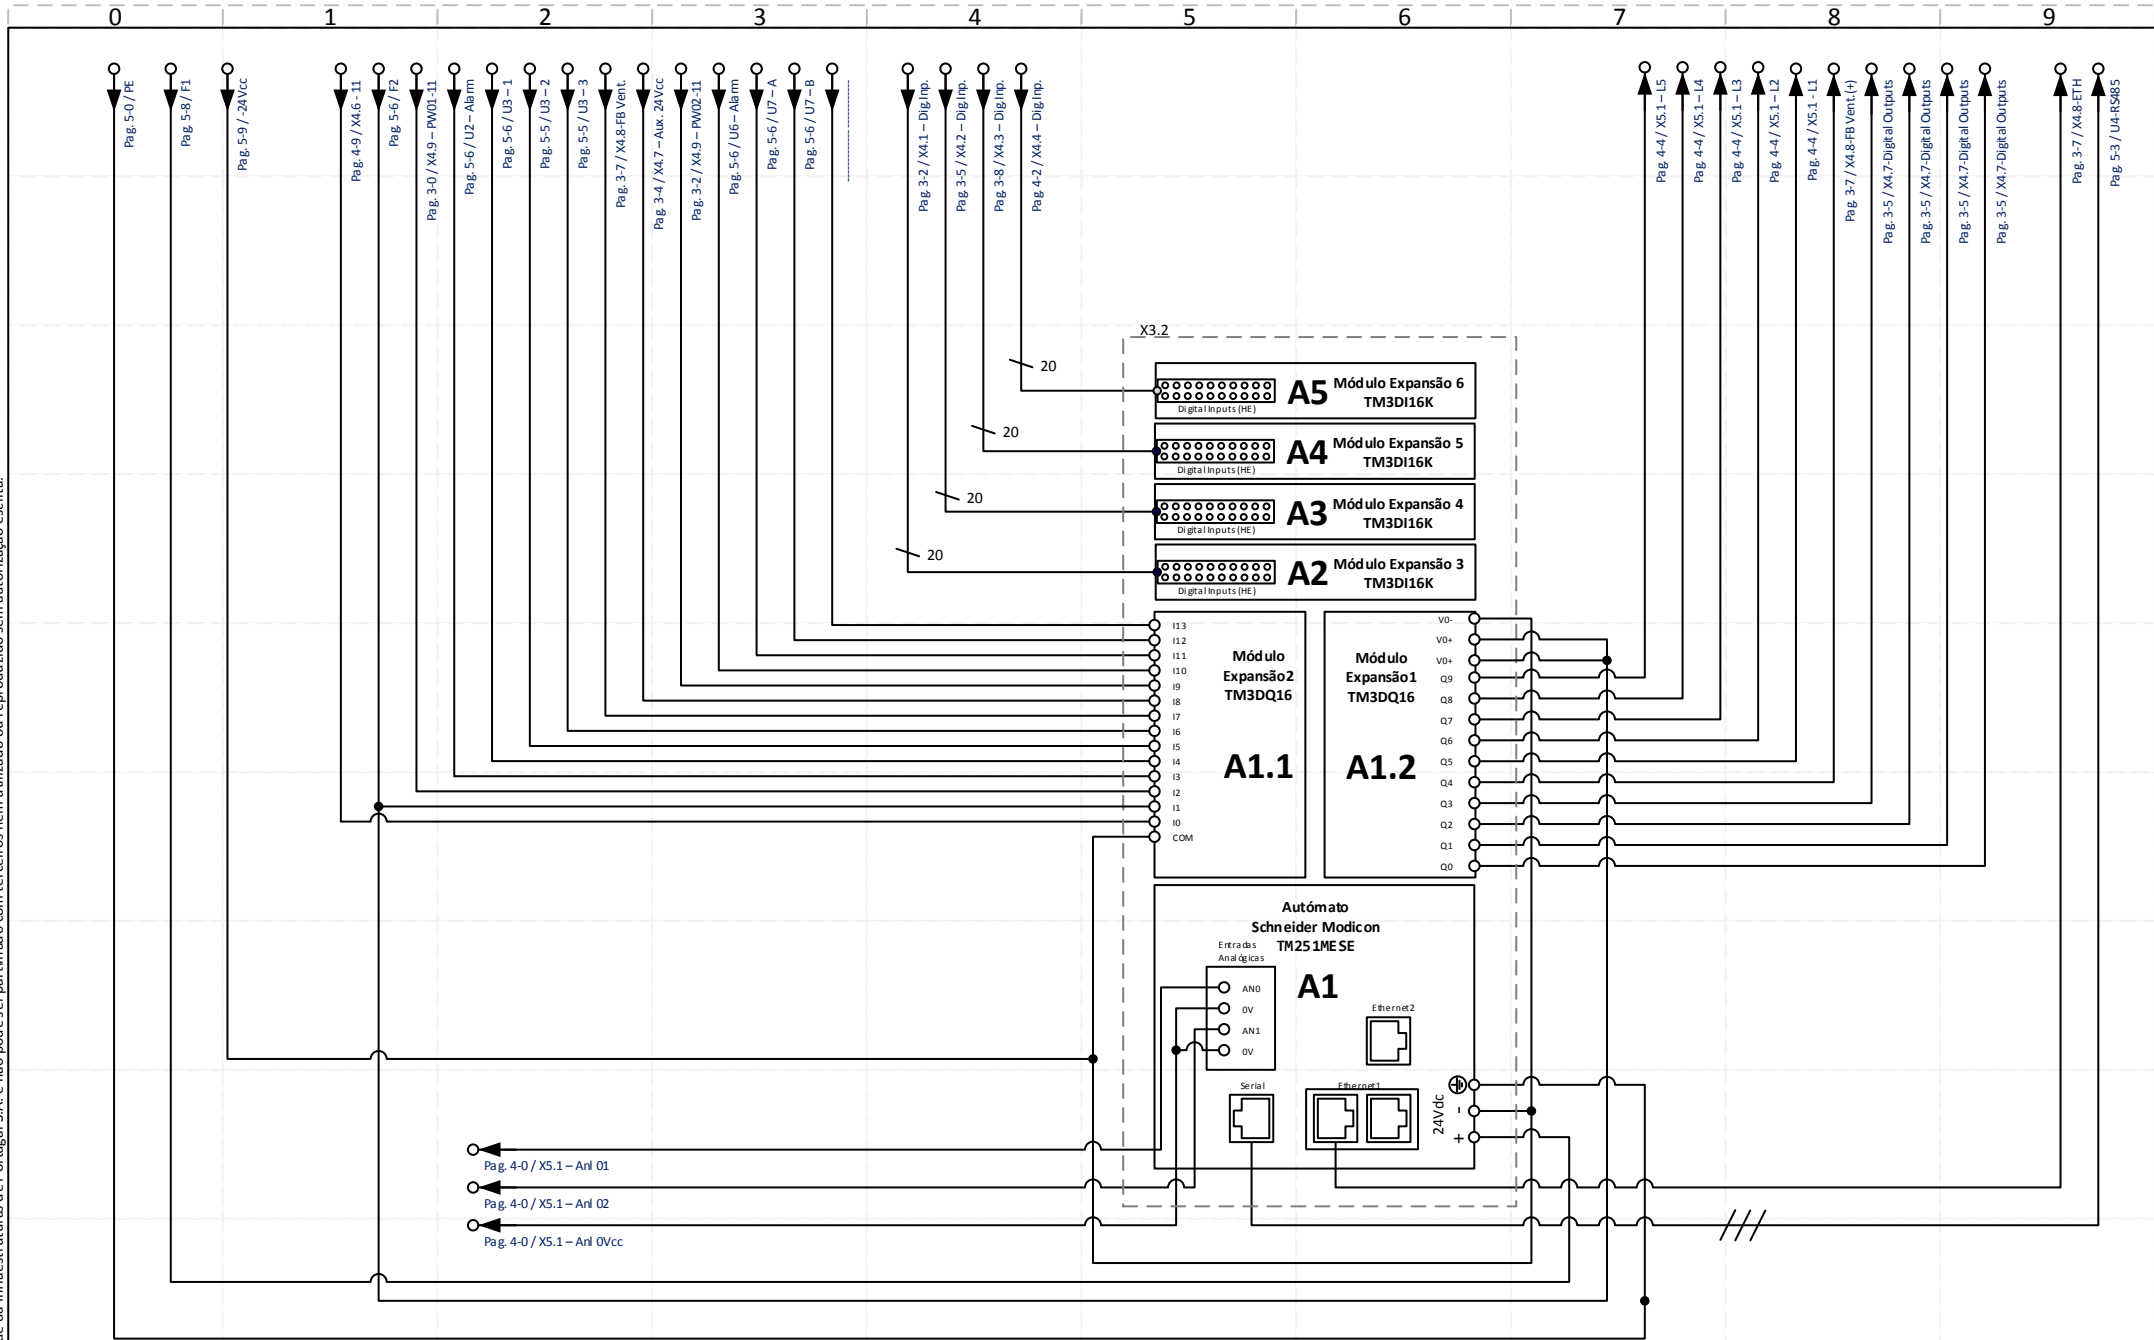 0 1 2 3 4 5 6 7 8 9
Pag. 5-0 / PE
Pag. 5-8 / F1
Pag. 5-9 / -24Vcc
Pag. 4-9 / X4.6 - 11
Pag. 5-6 / F2
Pag. 3-0 / X4.9 – PW01-11
Pag. 5-6 / U2 – Alarm
Pag. 5-6 / U3 – 1
Pag. 5-5 / U3 – 2
Pag. 5-5 / U3 – 3
Pag. 3-7 / X4.8-FB Vent.
Pag. 3-4 / X4.7 – Aux. 24Vcc
Pag. 3-2 / X4.9 – PW02-11
Pag. 5-6 / U6 – Alarm
Pag. 5-6 / U7 – A
Pag. 5-6 / U7 – B
Pag. 3-2 / X4.1 – Dig.Inp.
Pag. 3-5 / X4.2 – Dig.Inp.
Pag. 3-8 / X4.3 – Dig.Inp.
Pag. 4-2 / X4.4 – Dig.Inp.
Pag. 4-4 / X5.1 – L5
Pag. 4-4 / X5.1 – L4
Pag. 4-4 / X5.1 – L3
Pag. 4-4 / X5.1 – L2
Pag. 4-4 / X5.1 - L1
Pag. 3-7 / X4.8-FB Vent.(+)
Pag. 3-5 / X4.7-Digital Outputs
Pag. 3-5 / X4.7-Digital Outputs
Pag. 3-5 / X4.7-Digital Outputs
Pag. 3-5 / X4.7-Digital Outputs
Pag. 3-7 / X4.8-ETH
Pag. 5-3 / U4-RS485
X3.2
20
A5 Módulo Expansão 6
TM3DI16K
Digital Inputs (HE)
20
A4 Módulo Expansão 5
TM3DI16K
Digital Inputs (HE)
20
A3 Módulo Expansão 4
TM3DI16K
Digital Inputs (HE)
20
A2 Módulo Expansão 3
TM3DI16K
Digital Inputs (HE)
I13
I12
I11
I10
I9
I8
I7
I6
I5
I4
I3
I2
I1
I0
COM
Módulo
Expansão2
TM3DQ16
A1.1
Módulo
Expansão1
TM3DQ16
A1.2
V0-
V0+
V0+
Q9
Q8
Q7
Q6
Q5
Q4
Q3
Q2
Q1
Q0
Autómato
Schneider Modicon
TM251MESE
A1
Entradas
Analógicas
AN0
0V
AN1
0V
Ethernet2
Serial
Ethernet1
24Vdc
-
+
Pag. 4-0 / X5.1 – Anl 01
Pag. 4-0 / X5.1 – Anl 02
Pag. 4-0 / X5.1 – Anl 0Vcc